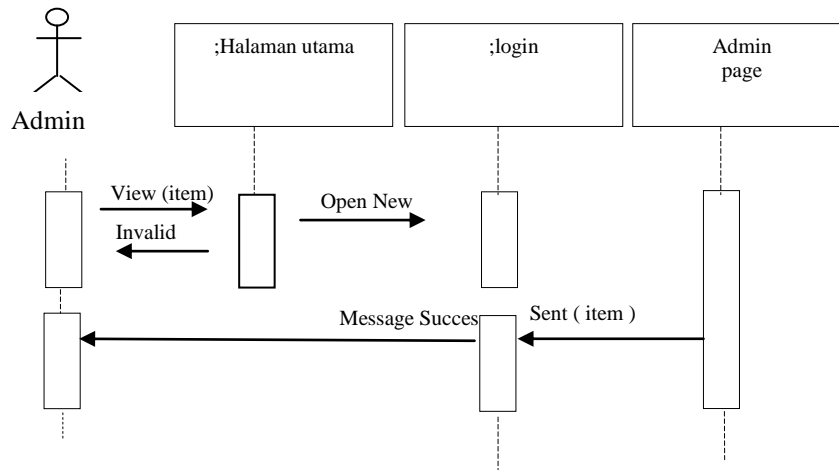 ;Halaman utama
;login
Admin
page
Admin
View (item)
Open New
Invalid
Message Succes
Sent ( item )